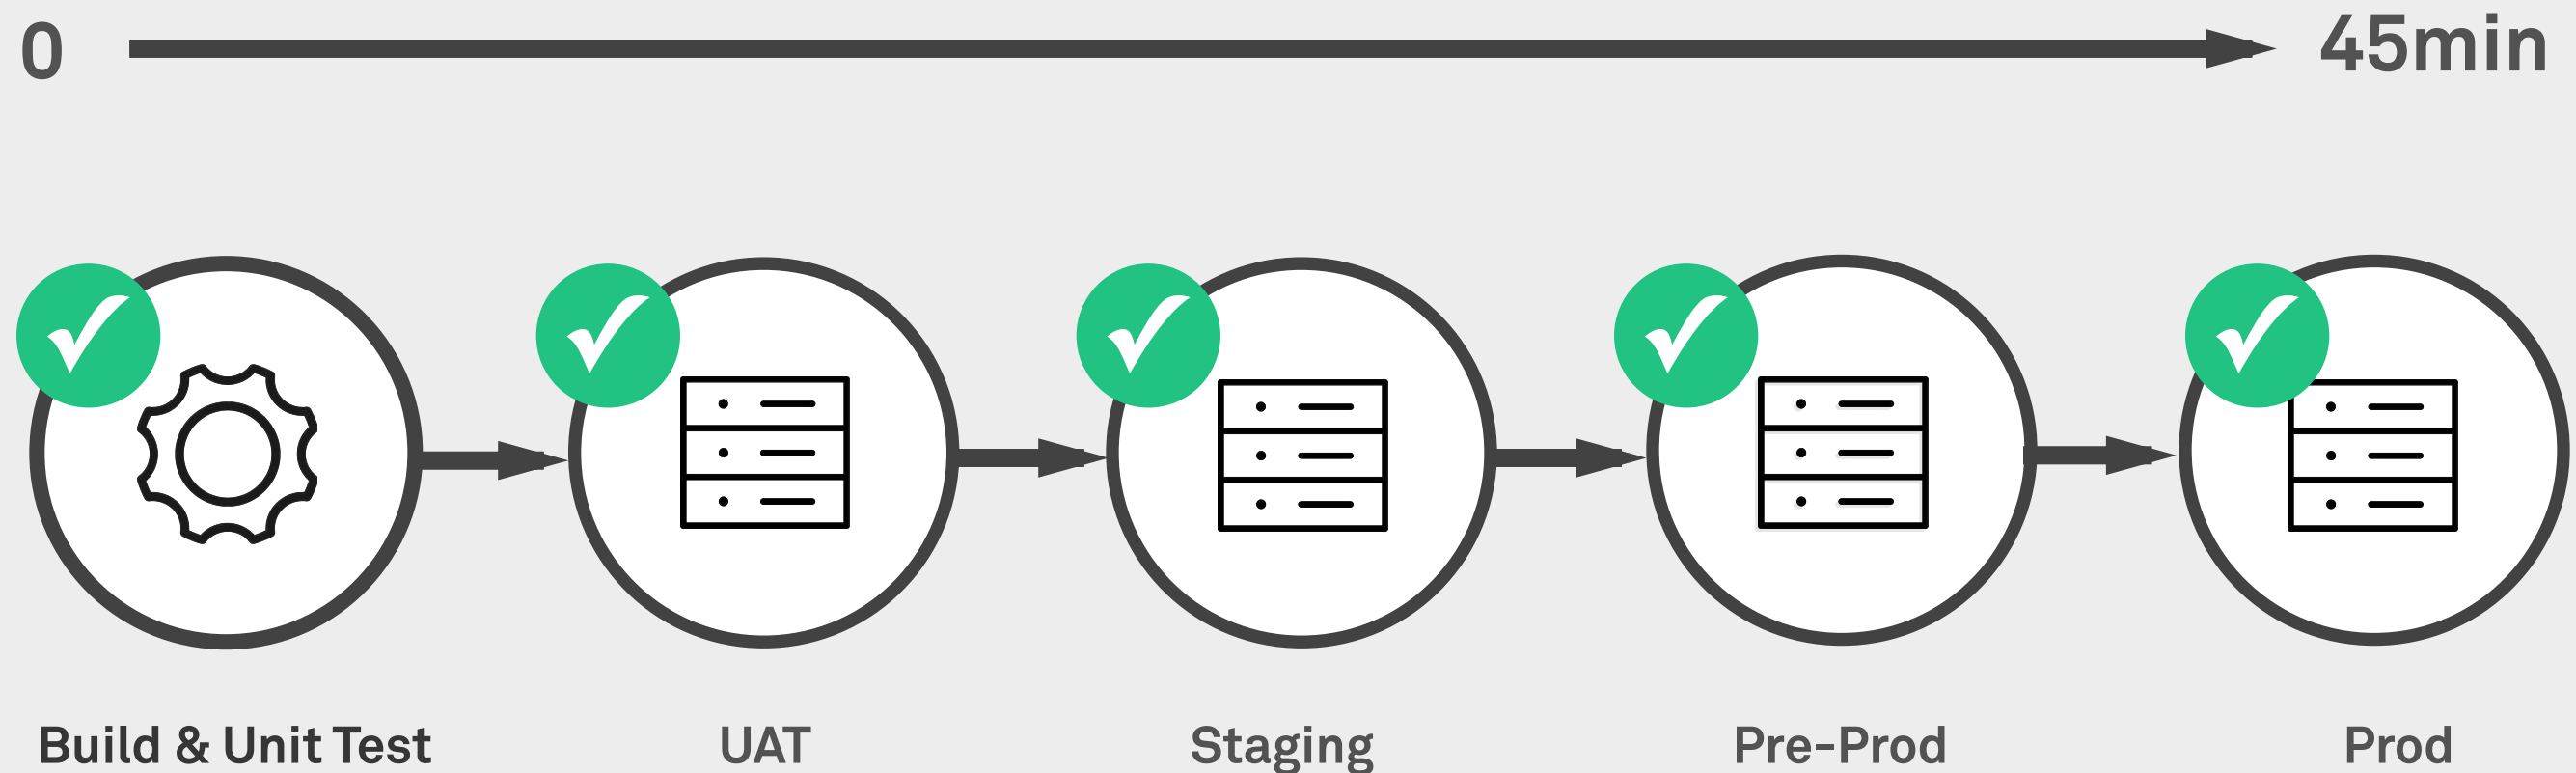 0
45min
Build & Unit Test
UAT
Staging
Pre-Prod
Prod